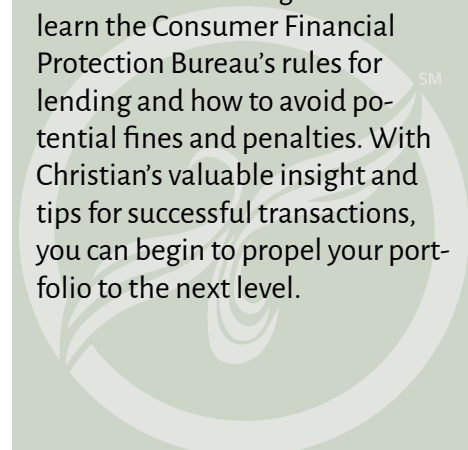 learn the Consumer Financial
Protection Bureau’s rules for
lending and how to avoid po-
tential fines and penalties. With
Christian’s valuable insight and
tips for successful transactions,
you can begin to propel your port-
folio to the next level.
SM